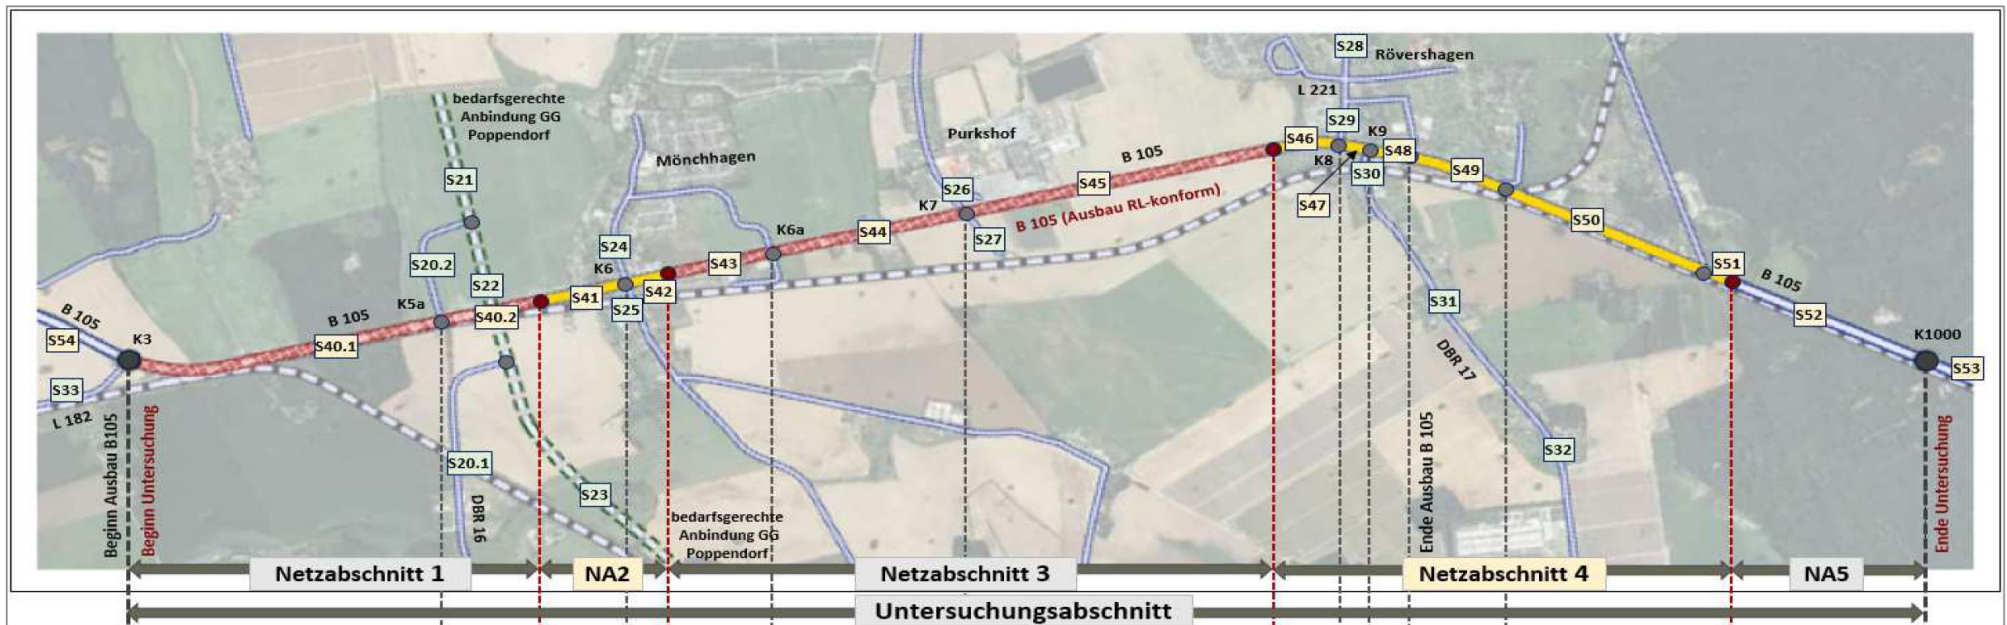 S28
Rövershagen
bedarfsgerechte
Anbindung GG
Poppendorf
L 221
S29
K9
S46
Purkshof
Mönchhagen
B 105
S48
K8
S49
S30
S21
S45
S26
B 105 (Ausbau RL-konform)
S47
K7
S44
S27
S50
K6a
S24
S20.2
K6
S43
S51
B 105
S22
S41
S42
S25
K5a
S40.2
S31
S52
B 105
S54
K3
B 105
S40.1
DBR 17
K1000
S53
S33
L 182
Beginn Ausbau B105
Beginn Untersuchung
S20.1
DBR 16
S23
bedarfsgerechte
Anbindung GG
Poppendorf
Ende Ausbau B 105
S32
Ende Untersuchung
Netzabschnitt 1
NA2
Netzabschnitt 3
Netzabschnitt 4
NA5
Untersuchungsabschnitt